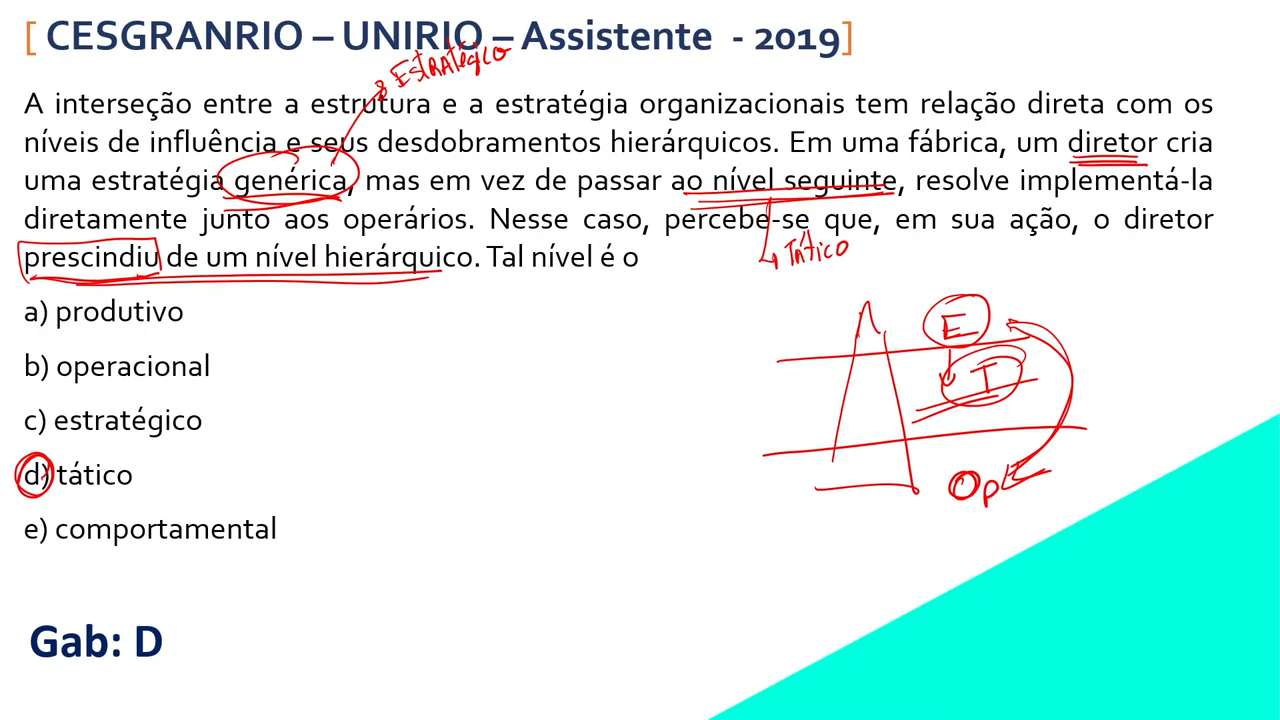 [ CESGRANRIO – UNIRIO – Assistente - 2019]
Estratégico
A interseção entre a estrutura e a estratégia organizacionais tem relação direta com os
níveis de influência e seus desdobramentos hierárquicos. Em uma fábrica, um diretor cria
uma estratégia genérica, mas em vez de passar ao nível seguinte, resolve implementá-la
diretamente junto aos operários. Nesse caso, percebe-se que, em sua ação, o diretor
prescindiu de um nível hierárquico. Tal nível é o
Tático
a) produtivo
E
b) operacional
T
c) estratégico
d) tático
Op
e) comportamental
Gab: D